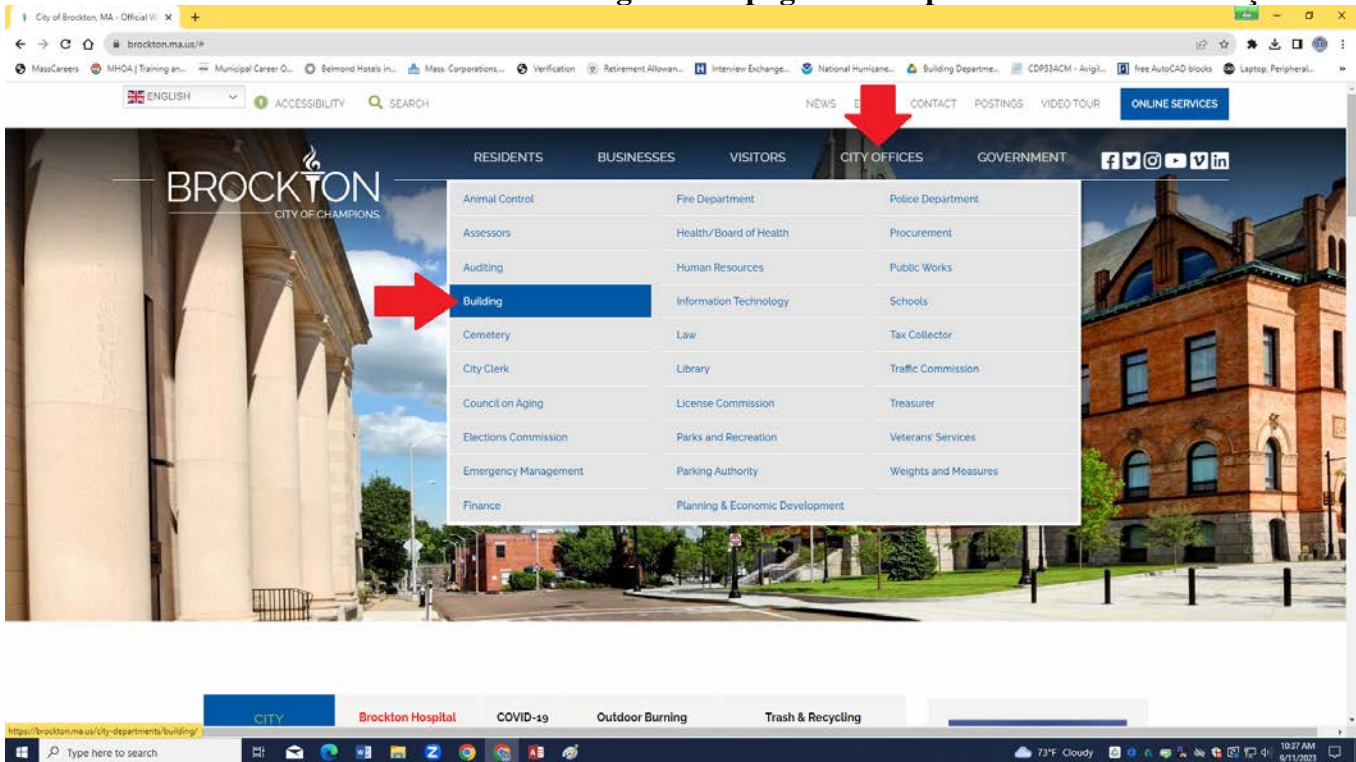 City of Brockton, MA - Official W
brockton.ma.us/#
MassCareers MHOA | Training an... Municipal Career O... Belmond Hotels in... Mass. Corporations,... Verification Retirement Allowan... Interview Exchange... National Hurricane... Building Departme... CDP53ACM - Avigil... free AutoCAD blocks Laptop, Peripheral...
ENGLISH ACCESSIBILITY SEARCH NEWS CONTACT POSTINGS VIDEO TOUR ONLINE SERVICES
RESIDENTS BUSINESSES VISITORS CITY OFFICES GOVERNMENT
BROCKTON
CITY OF CHAMPIONS
Animal Control Fire Department Police Department
Assessors Health/Board of Health Procurement
Auditing Human Resources Public Works
Building Information Technology Schools
Cemetery Law Tax Collector
City Clerk Library Traffic Commission
Council on Aging License Commission Treasurer
Elections Commission Parks and Recreation Veterans' Services
Emergency Management Parking Authority Weights and Measures
Finance Planning & Economic Development
CITY Brockton Hospital COVID-19 Outdoor Burning Trash & Recycling
https://brockton.ma.us/city-departments/building/
Type here to search 73°F Cloudy 10:37 AM
9/11/2023